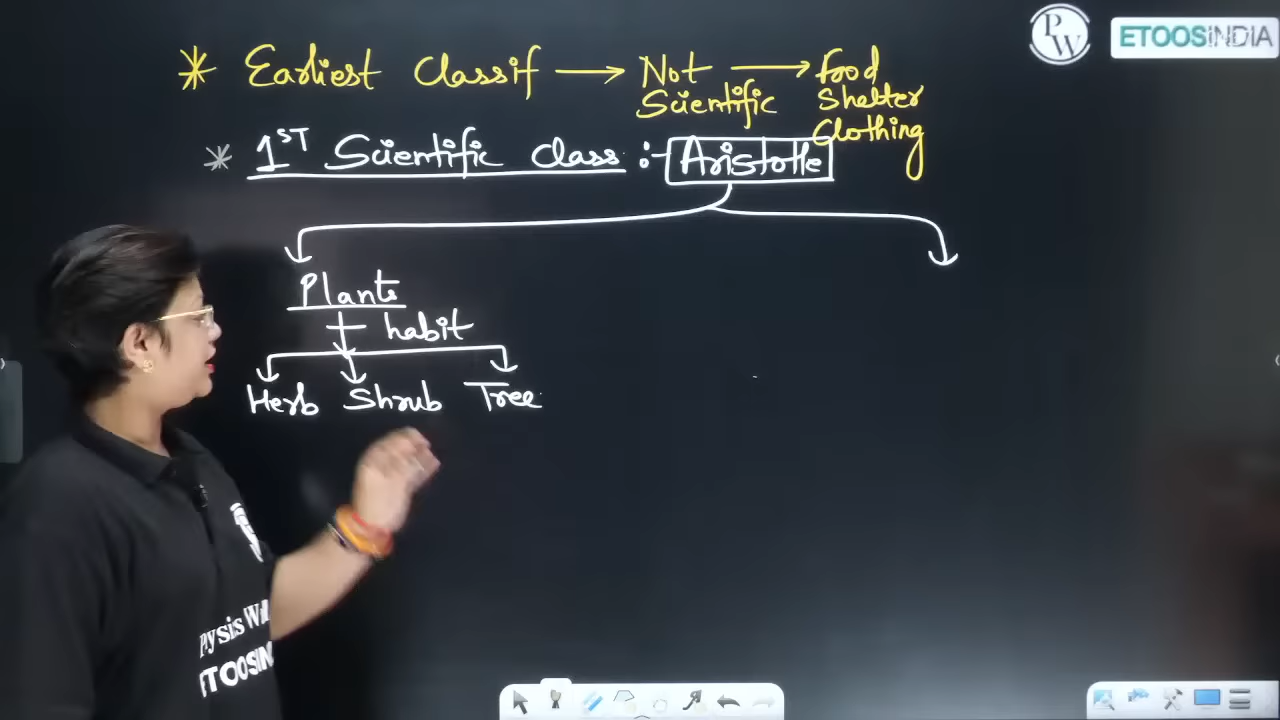 * Earliest Classif → Not Scientific → Food Shelter Clothing
* 1ST Scientific Class :- Aristotle
Plants
habit
Herb Shrub Tree
PW
ETOOSINDIA